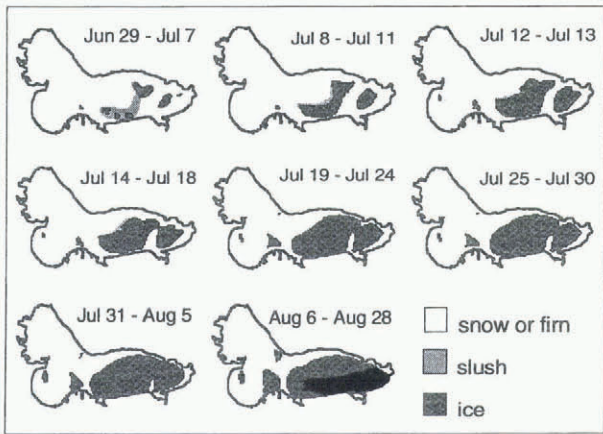 Jun 29 - Jul 7
Jul 8 - Jul 11
Jul 12 - Jul 13
Jul 14 - Jul 18
Jul 19 - Jul 24
Jul 25 - Jul 30
Jul 31 - Aug 5
Aug 6 - Aug 28
snow or firn
slush
ice